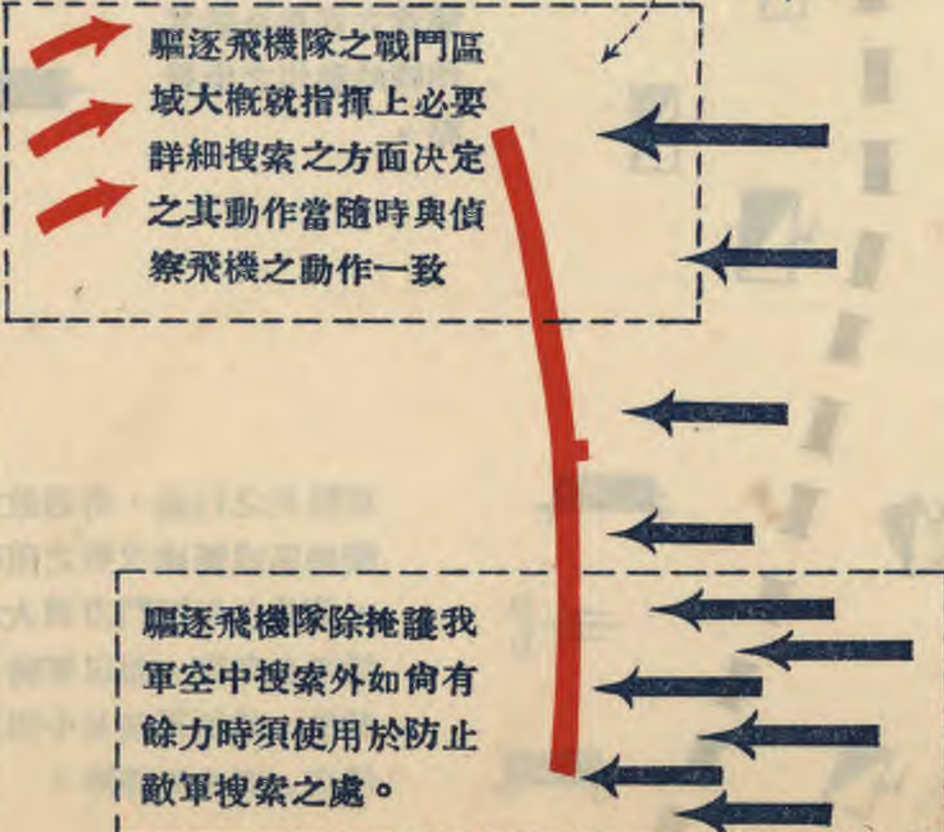 驅逐飛機隊之戰鬥區
域大概就指揮上必要
詳細搜索之方面决定
之其動作當隨時與偵
察飛機之動作一致
驅逐飛機隊除掩護我
軍空中搜索外如尙有
餘力時須使用於防止
敵軍搜索之處。